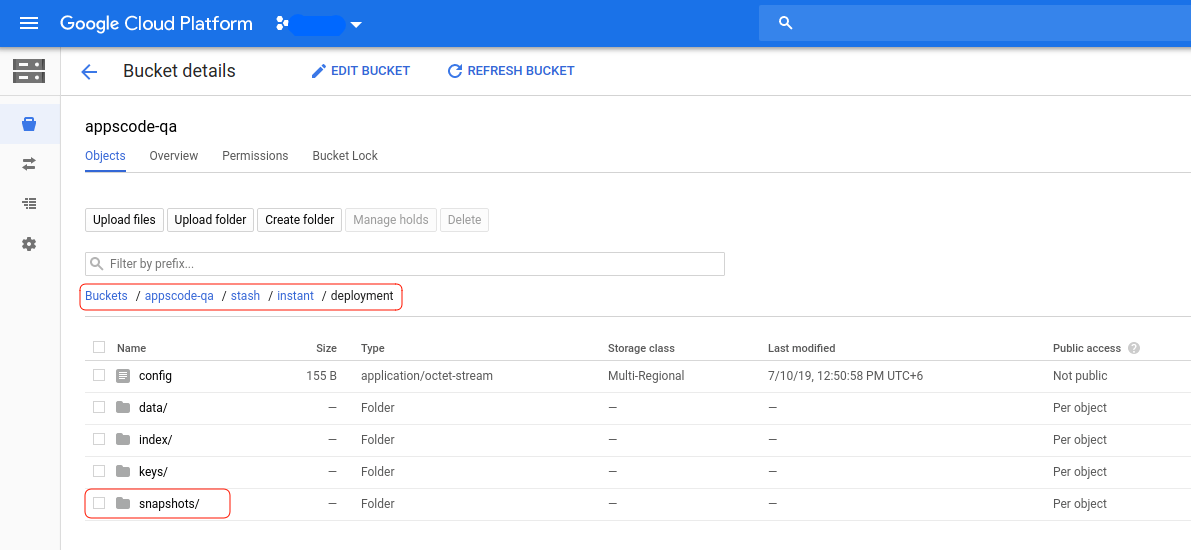 Google Cloud Platform
Bucket details EDIT BUCKET REFRESH BUCKET
appscode-qa
Objects Overview Permissions Bucket Lock
Upload files Upload folder Create folder Manage holds Delete
Filter by prefix...
Buckets / appscode-qa / stash / instant / deployment
Name Size Type Storage class Last modified Public access ?
config 155 B application/octet-stream Multi-Regional 7/10/19, 12:50:58 PM UTC+6 Not public
data/ — Folder — — Per object
index/ — Folder — — Per object
keys/ — Folder — — Per object
snapshots/ — Folder — — Per object